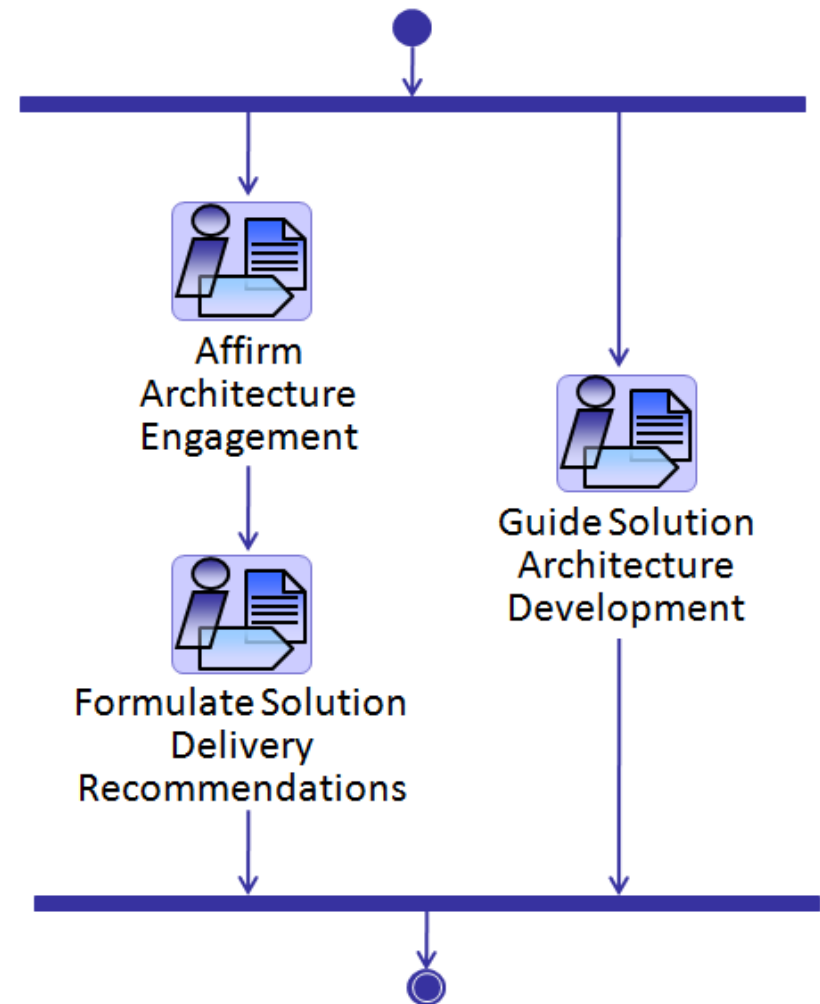 Affirm
Architecture
Engagement
Guide Solution
Architecture
Development
Formulate Solution
Delivery
Recommendations